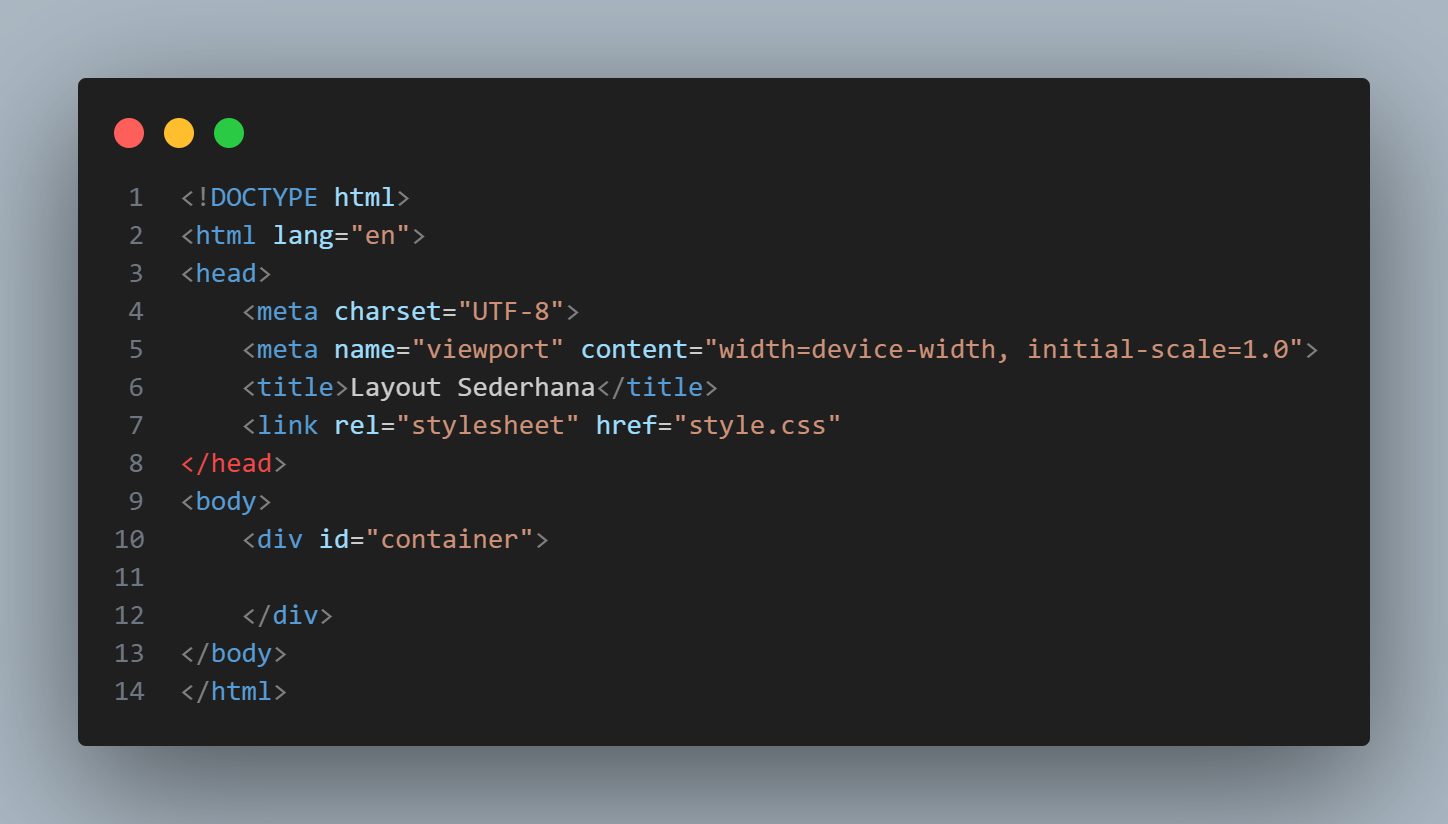 1 <!DOCTYPE html>
2 <html lang="en">
3 <head>
4     <meta charset="UTF-8">
5     <meta name="viewport" content="width=device-width, initial-scale=1.0">
6     <title>Layout Sederhana</title>
7     <link rel="stylesheet" href="style.css"
8 </head>
9 <body>
10     <div id="container">
11
12     </div>
13 </body>
14 </html>